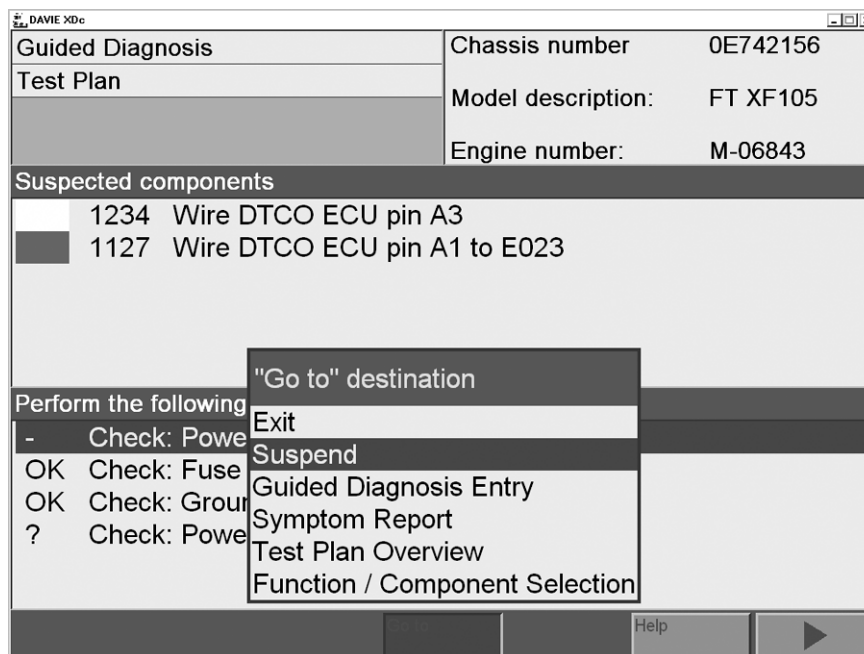 DAVIE XDc
Guided Diagnosis
Test Plan
Chassis number 0E742156
Model description: FT XF105
Engine number: M-06843
Suspected components
1234 Wire DTCO ECU pin A3
1127 Wire DTCO ECU pin A1 to E023
"Go to" destination
Exit
Suspend
Guided Diagnosis Entry
Symptom Report
Test Plan Overview
Function / Component Selection
Perform the following
- Check: Powe
OK Check: Fuse
OK Check: Groun
? Check: Powe
Go to
Help